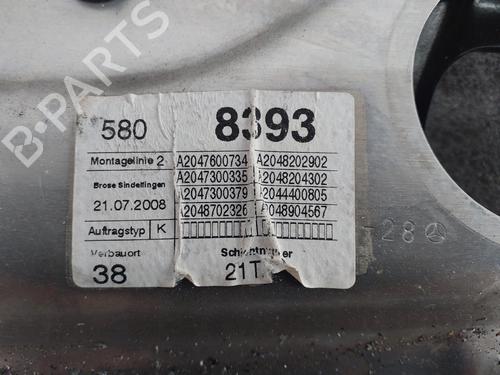 B-PARTS
580 8393
Montagelinie 2 A2047600734 A2048202902
Brose Sindelfingen A2047300335 A2048204302
21.07.2008 A2047300379 A2044400805
A2048702326 A2048904567
Auftragstyp K
Verbauort
38 21T
28